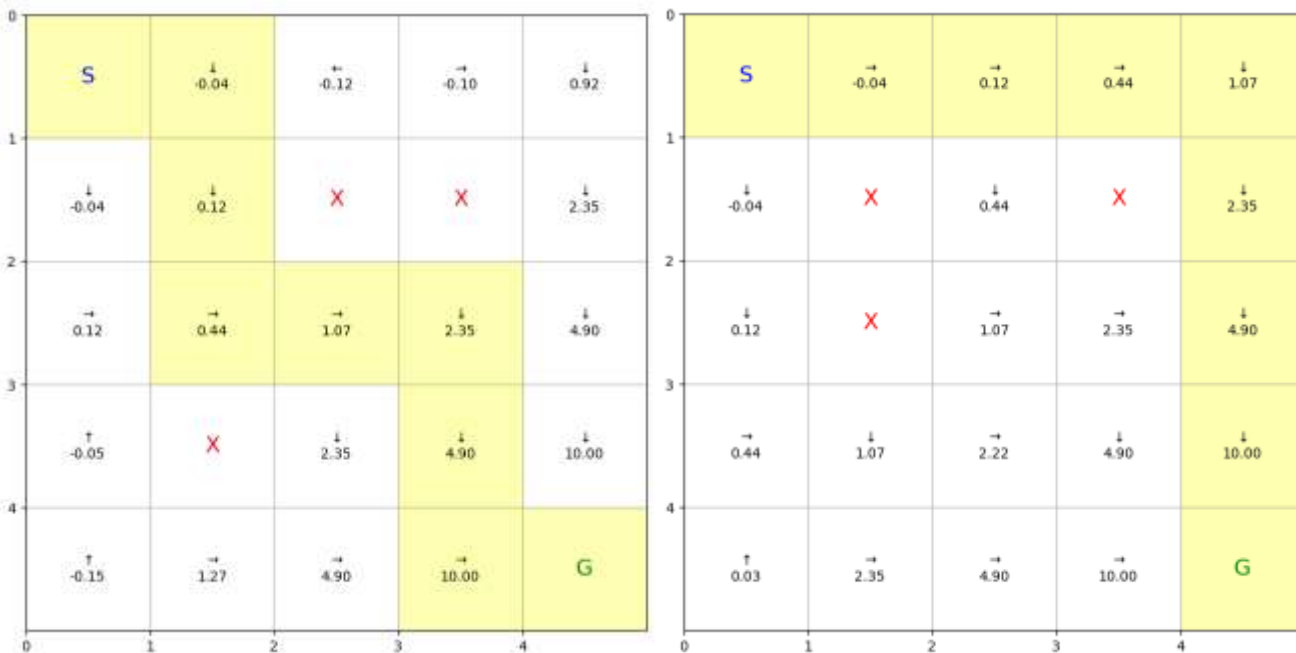 0
S
↓ ← → ↓
-0.04 -0.12 -0.10 0.92
1
↓ ↓ ↓
-0.04 0.12 X X 2.35
2
→ → → ↓ ↓
0.12 0.44 1.07 2.35 4.90
3
↑ ↓ ↓ ↓
-0.05 X 2.35 4.90 10.00
4
↑ → → →
-0.15 1.27 4.90 10.00 G
0 1 2 3 4
0
S
→ → → ↓
-0.04 0.12 0.44 1.07
1
↓ ↓ ↓
-0.04 X 0.44 X 2.35
2
↓ → → ↓
0.12 X 1.07 2.35 4.90
3
→ ↓ → ↓ ↓
0.44 1.07 2.22 4.90 10.00
4
↑ → → →
0.03 2.35 4.90 10.00 G
0 1 2 3 4